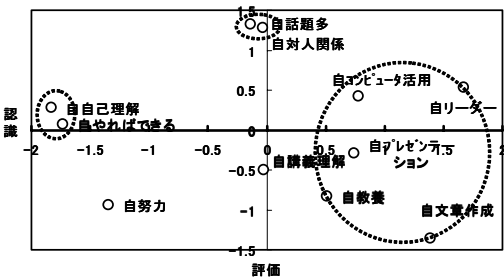 1.5
自話題多
自対人関係
1
自コンピュータ活用
0.5
自リーダー
自自己理解
自やればできる
認識
0
-2
-1.5
-1
-0.5
0
0.5
1
1.5
2
自プレゼンテーション
自講義理解
-0.5
自教養
自努力
自文章作成
-1
-1.5
評価